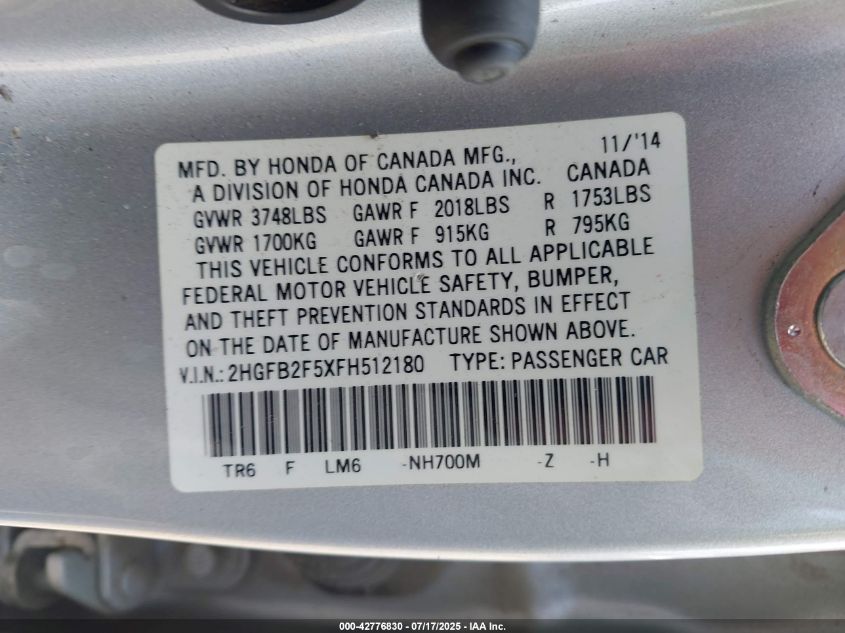 11/'14
MFD. BY HONDA OF CANADA MFG.,
A DIVISION OF HONDA CANADA INC. CANADA
GVWR 3748LBS GAWR F 2018LBS R 1753LBS
GVWR 1700KG GAWR F 915KG R 795KG
THIS VEHICLE CONFORMS TO ALL APPLICABLE
FEDERAL MOTOR VEHICLE SAFETY, BUMPER,
AND THEFT PREVENTION STANDARDS IN EFFECT
ON THE DATE OF MANUFACTURE SHOWN ABOVE.
V.I.N.: 2HGFB2F5XFH512180 TYPE: PASSENGER CAR
TR6 F LM6 -NH700M -Z -H
000-42776830 - 07/17/2025 - IAA Inc.